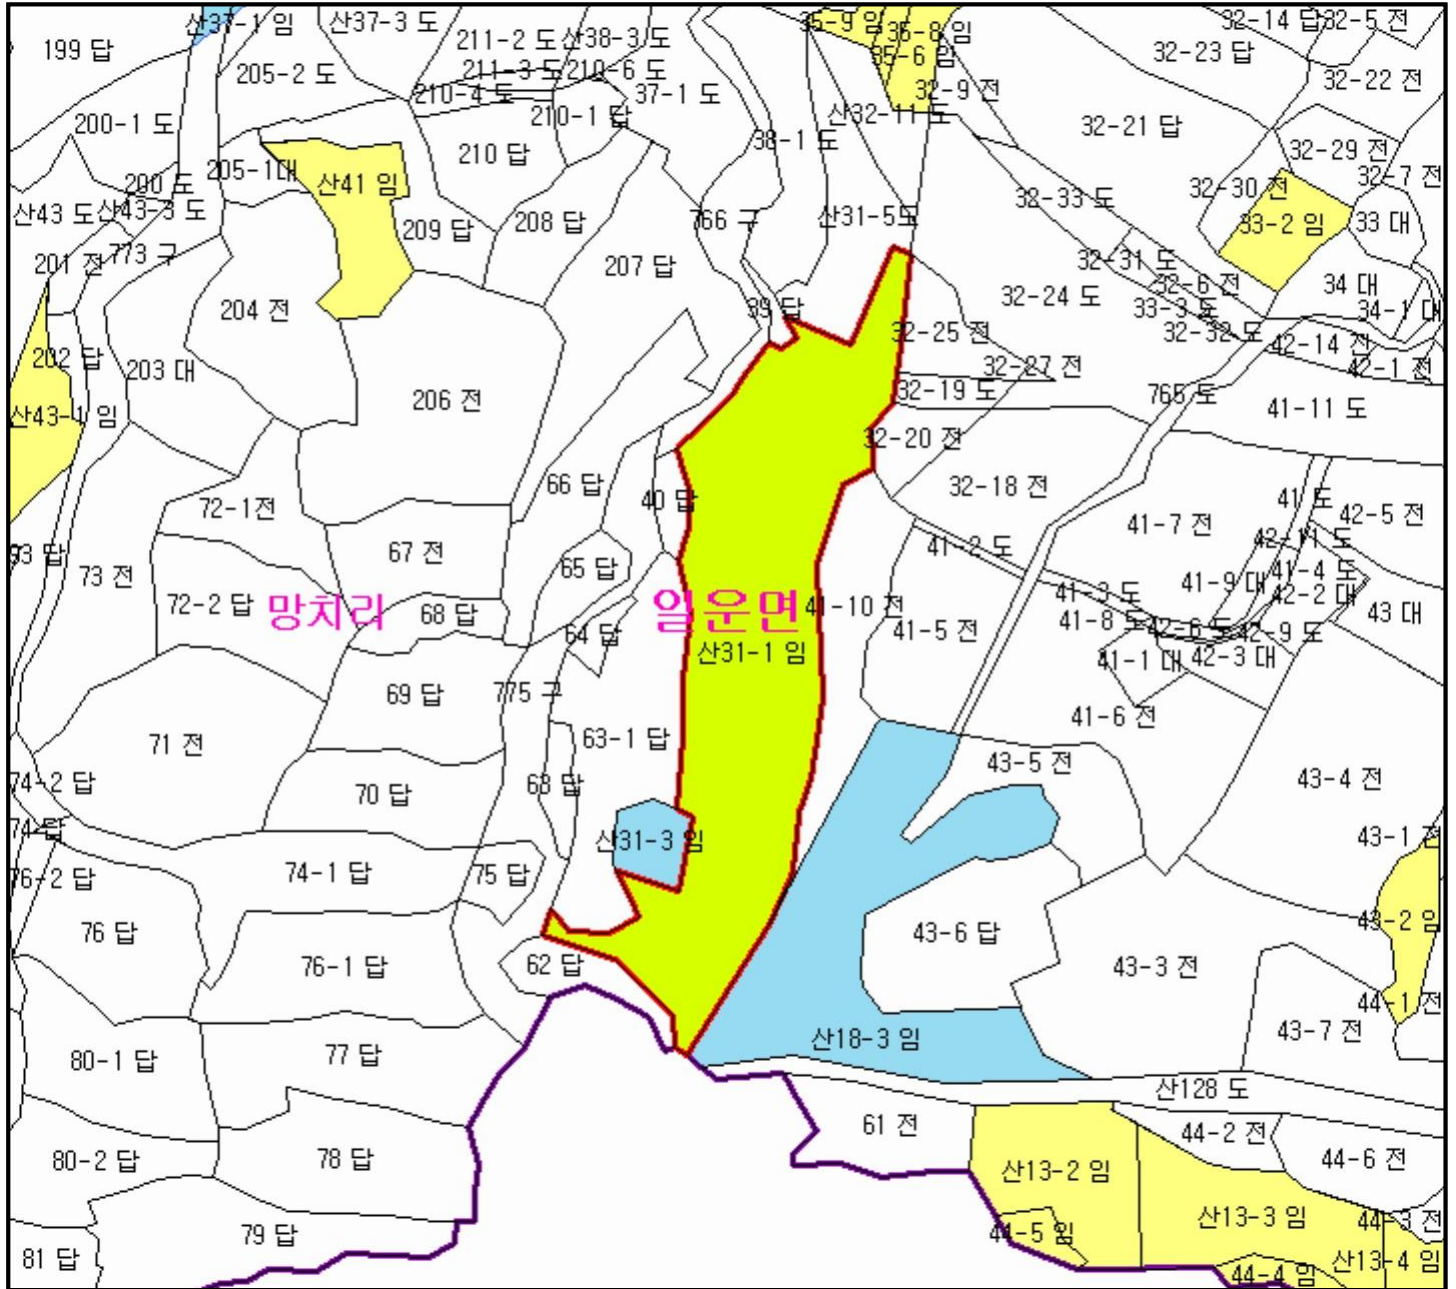 산37-1 임
산37-3 도
199 답
211-2 도
산38-3 도
205-2 도
211-3 도
210-6 도
210-4 도
37-1 도
200-1 도
210-1 답
35-9 임
35-8 임
35-6 임
32-9 전
산32-11 도
32-14 답
32-5 전
32-23 답
32-22 전
32-21 답
38-1 도
210 답
205-1대
200 도
산41 임
산43 도
산43-3 도
209 답
208 답
766 구
산31-5도
32-33 도
32-29 전
32-7 전
32-30 전
33-2 임
33 대
201 전
773 구
207 답
32-31 도
32-6 전
34 대
204 전
39 답
32-24 도
33-3 도
34-1 대
32-25 전
32-32 도
42-14 전
202 답
203 대
32-27 전
42-1 전
206 전
32-19 도
765 도
41-11 도
산43-1 임
32-20 전
66 답
40 답
32-18 전
72-1전
41 도
42-5 전
41-7 전
67 전
41-2 도
42-11 도
73 전
65 답
41-4 도
41-9 대
41-3 도
42-2 대
72-2 답
망치리
68 답
일운면
41-10 전
41-5 전
41-8 도
42-6 도
42-9 도
43 대
64 답
산31-1 임
41-1 대
42-3 대
69 답
775 구
41-6 전
71 전
63-1 답
43-5 전
43-4 전
74-2 답
70 답
63 답
74 답
산31-3 임
43-1 전
76-2 답
74-1 답
75 답
76 답
43-6 답
43-2 임
76-1 답
62 답
43-3 전
44-1 전
43-7 전
80-1 답
77 답
산18-3 임
산128 도
61 전
44-2 전
80-2 답
78 답
44-6 전
산13-2 임
79 답
44-5 임
산13-3 임
44-3 전
81 답
산13-4 임
44-4 임